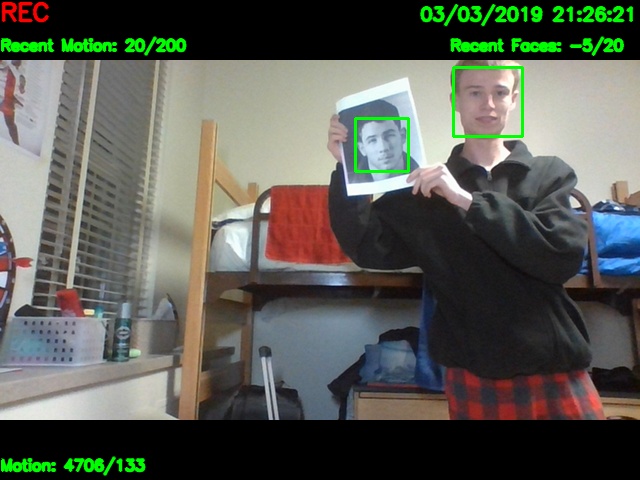 REC
03/03/2019 21:26:21
Recent Motion: 20/200
Recent Faces: -5/20
Motion: 4706/133